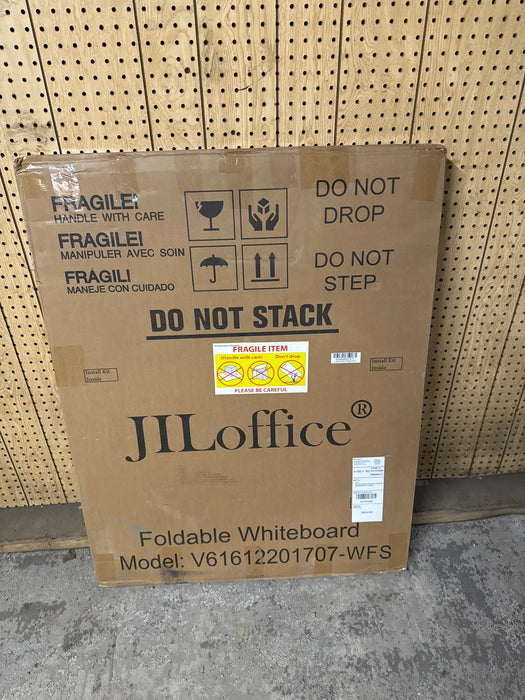 FRAGILE!
HANDLE WITH CARE
FRAGILE!
MANIPULER AVEC SOIN
FRÁGILI
MANEJE CON CUIDADO
DO NOT
DROP
DO NOT
STEP
DO NOT STACK
FRAGILE ITEM
(Handle with care)
Don't drop
PLEASE BE CAREFUL
Install Kit
Inside
Install Kit
Inside
JILoffice®
Foldable Whiteboard
Model: V61612201707-WFS